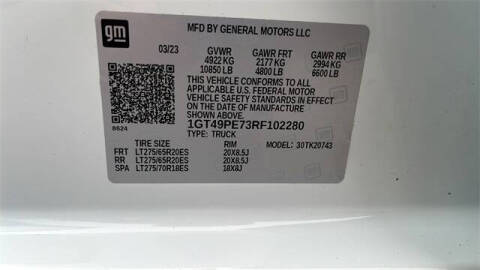 gm
MFD BY GENERAL MOTORS LLC
03/23 GVWR GAWR FRT GAWR RR
4922 KG 2177 KG 2994 KG
10850 LB 4800 LB 6600 LB
THIS VEHICLE CONFORMS TO ALL
APPLICABLE U.S. FEDERAL MOTOR
VEHICLE SAFETY STANDARDS IN
EFFECT ON THE DATE OF MANUFACTURE
SHOWN ABOVE.
8624 1GT49PE73RF102280
TYPE: TRUCK
TIRE SIZE RIM MODEL: 30TK20743
FRT LT275/65R20ES 20X8.5J
RR LT275/65R20ES 20X8.5J
SPA LT275/70R18ES 18X8J